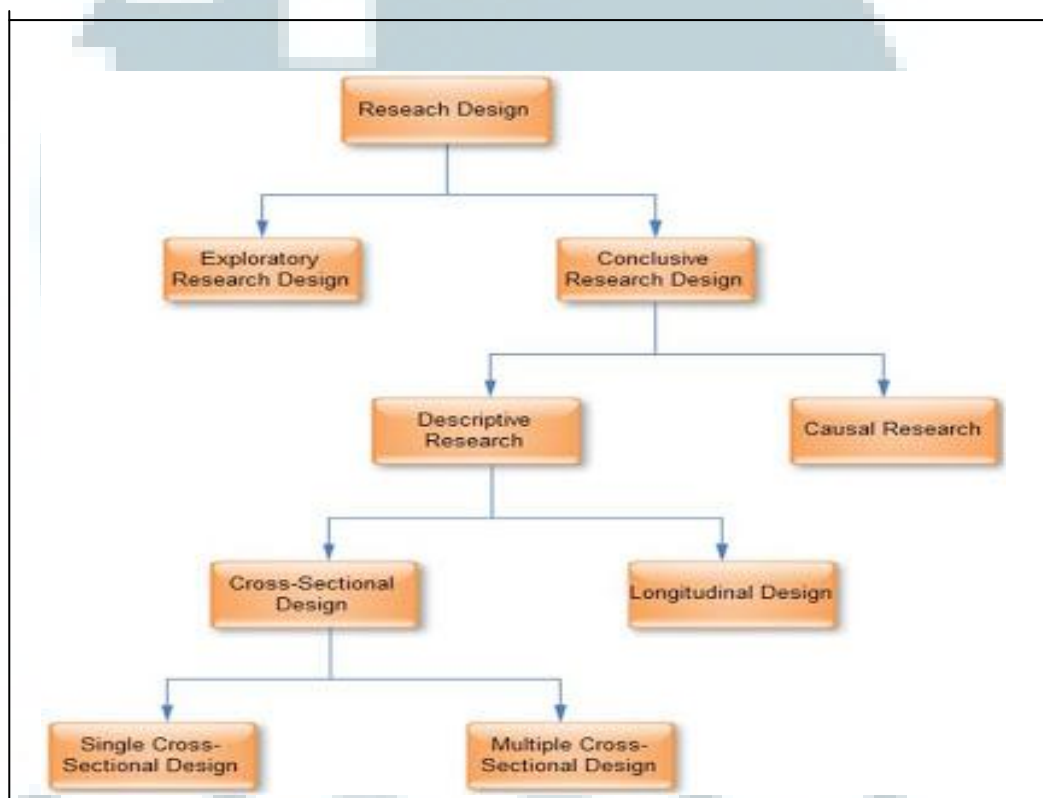 Reseach Design
Exploratory
Research Design
Conclusive
Research Design
Descriptive
Research
Causal Research
Cross-Sectional
Design
Longitudinal Design
Single Cross-
Sectional Design
Multiple Cross-
Sectional Design